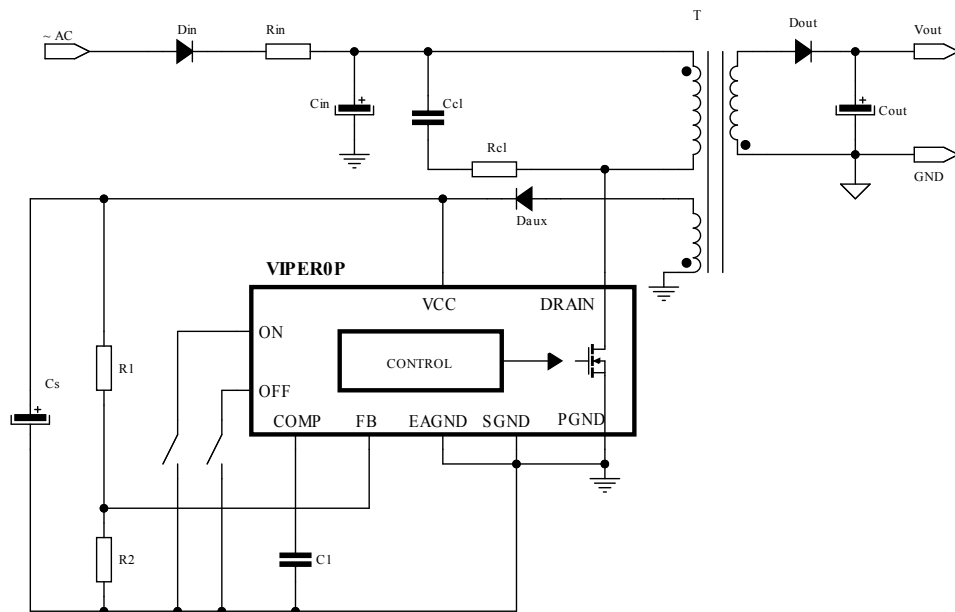 T
~ AC
Din
Rin
Dout
Vout
Cin
+
Ccl
+
Cout
Rcl
GND
Daux
VIPER0P
VCC
DRAIN
ON
CONTROL
OFF
R1
Cs
+
COMP
FB
EAGND
SGND
PGND
R2
C1